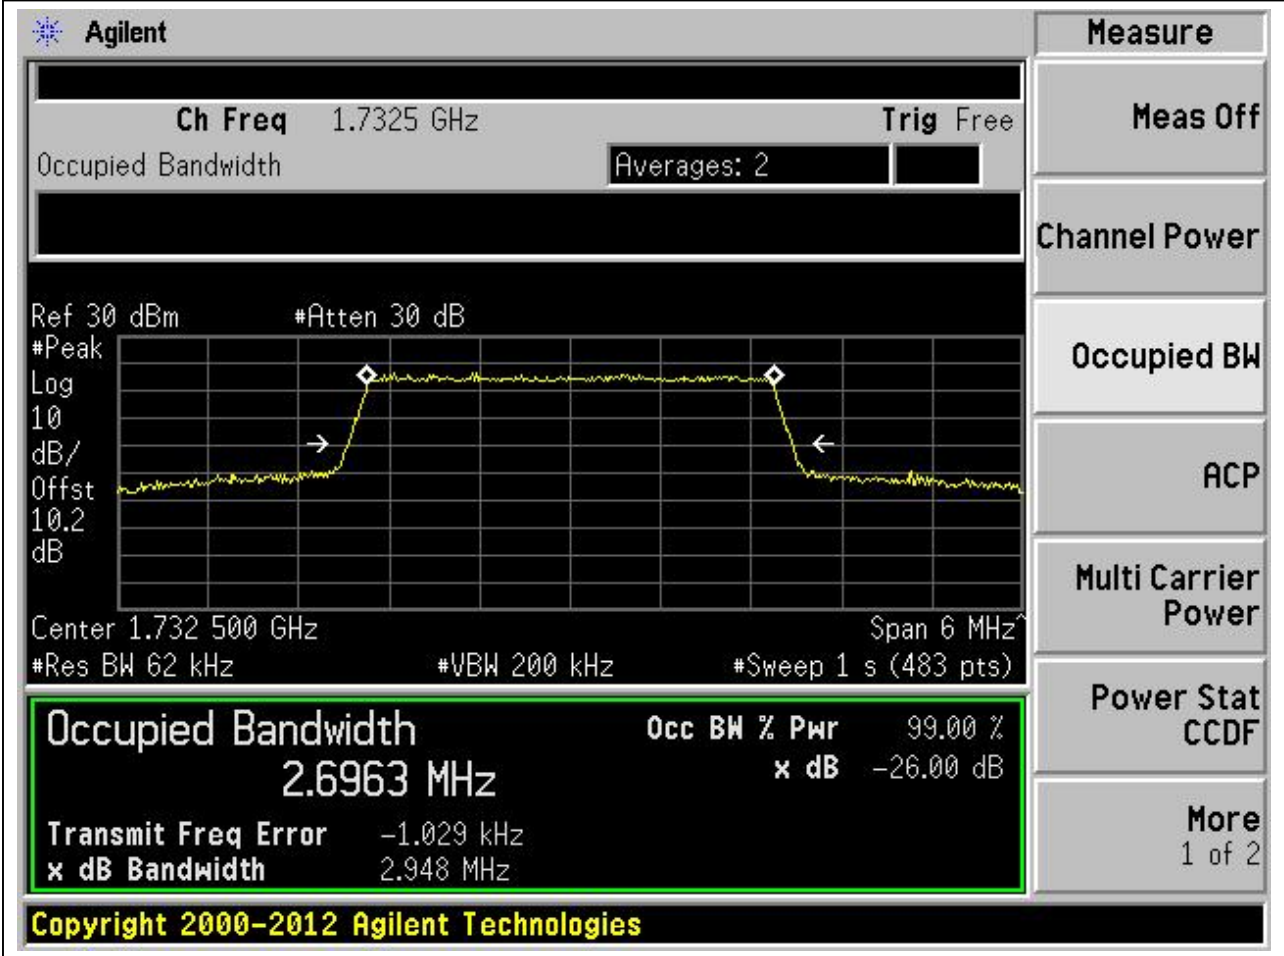 Agilent
Measure
Ch Freq 1.7325 GHz Trig Free
Occupied Bandwidth Averages: 2
Ref 30 dBm #Atten 30 dB
#Peak
Log
10
dB/
Offst
10.2
dB
Center 1.732 500 GHz Span 6 MHz^
#Res BW 62 kHz #VBW 200 kHz #Sweep 1 s (483 pts)
Occupied Bandwidth Occ BW % Pwr 99.00 %
2.6963 MHz x dB -26.00 dB
Transmit Freq Error -1.029 kHz
x dB Bandwidth 2.948 MHz
Meas Off
Channel Power
Occupied BW
ACP
Multi Carrier
Power
Power Stat
CCDF
More
1 of 2
Copyright 2000-2012 Agilent Technologies